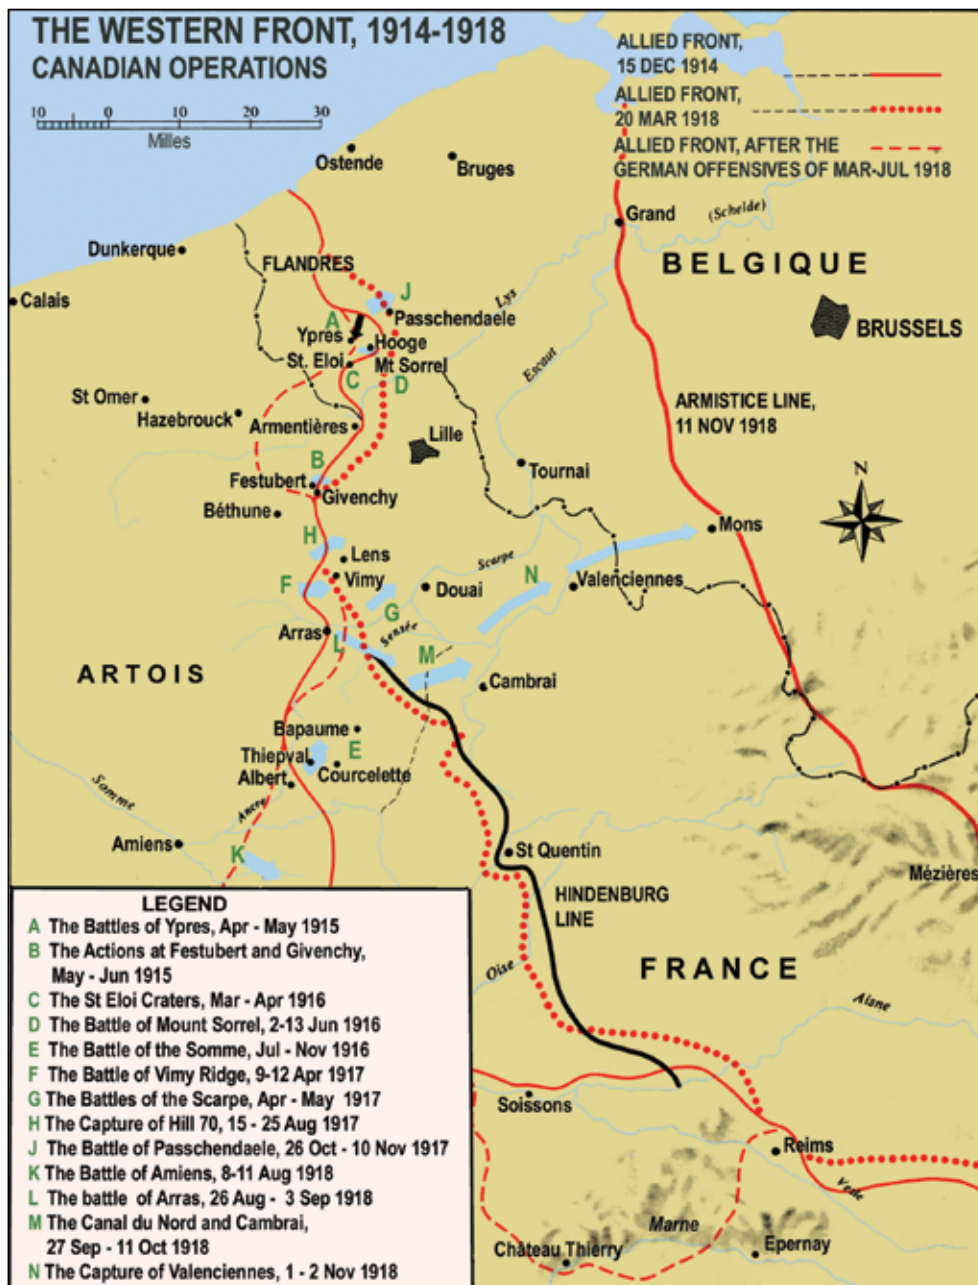 THE WESTERN FRONT, 1914-1918
CANADIAN OPERATIONS
10 0 10 20 30
Milles
ALLIED FRONT,
15 DEC 1914
ALLIED FRONT,
20 MAR 1918
ALLIED FRONT, AFTER THE
GERMAN OFFENSIVES OF MAR-JUL 1918
Ostende
Bruges
Grand
(Schelde)
Dunkerque
FLANDRES
BELGIQUE
Calais
J
Lys
A
Passchendaele
BRUSSELS
Ypres
Hooge
St. Eloi
Mt Sorrel
Escaut
C
D
St Omer
ARMISTICE LINE,
11 NOV 1918
Hazebrouck
Armentières
Lille
N
B
Tournai
Festubert
Givenchy
Béthune
Mons
H
Lens
Scarpe
Vimy
F
Douai
N
Valenciennes
G
Arras
Sensée
L
M
ARTOIS
Cambrai
Bapaume
E
Thiepval
Courcelette
Albert
Somme
Ancre
Amiens
K
St Quentin
Mézières
HINDENBURG
LINE
Oise
FRANCE
Aisne
Soissons
Reims
Vesle
Marne
Château Thierry
Epernay
LEGEND
A The Battles of Ypres, Apr - May 1915
B The Actions at Festubert and Givenchy,
May - Jun 1915
C The St Eloi Craters, Mar - Apr 1916
D The Battle of Mount Sorrel, 2-13 Jun 1916
E The Battle of the Somme, Jul - Nov 1916
F The Battle of Vimy Ridge, 9-12 Apr 1917
G The Battles of the Scarpe, Apr - May 1917
H The Capture of Hill 70, 15 - 25 Aug 1917
J The Battle of Passchendaele, 26 Oct - 10 Nov 1917
K The Battle of Amiens, 8-11 Aug 1918
L The battle of Arras, 26 Aug - 3 Sep 1918
M The Canal du Nord and Cambrai,
27 Sep - 11 Oct 1918
N The Capture of Valenciennes, 1 - 2 Nov 1918